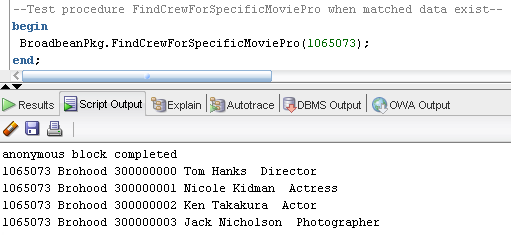 --Test procedure FindCrewForSpecificMoviePro when matched data exist--
begin
BroadbeanPkg.FindCrewForSpecificMoviePro(1065073);
end;
Results Script Output Explain Autotrace DBMS Output OWA Output
anonymous block completed
1065073 Brohood 300000000 Tom Hanks Director
1065073 Brohood 300000001 Nicole Kidman Actress
1065073 Brohood 300000002 Ken Takakura Actor
1065073 Brohood 300000003 Jack Nicholson Photographer